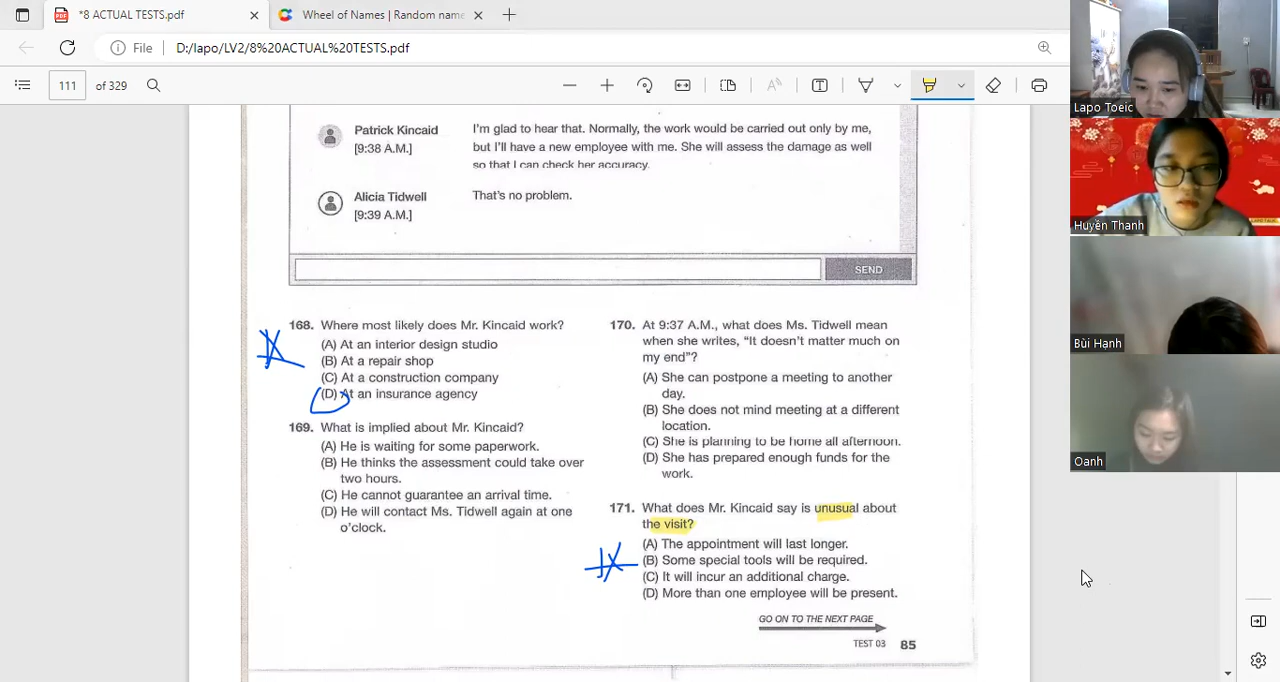 *8 ACTUAL TESTS.pdf
Wheel of Names | Random name
File
D:/lapo/LV2/8%20ACTUAL%20TESTS.pdf
111
of 329
Patrick Kincaid
[9:38 A.M.]
I'm glad to hear that. Normally, the work would be carried out only by me,
but I'll have a new employee with me. She will assess the damage as well
so that I can check her accuracy.
Alicia Tidwell
[9:39 A.M.]
That's no problem.
SEND
168. Where most likely does Mr. Kincaid work?
(A) At an interior design studio
(B) At a repair shop
(C) At a construction company
(D) At an insurance agency
169. What is implied about Mr. Kincaid?
(A) He is waiting for some paperwork.
(B) He thinks the assessment could take over
two hours.
(C) He cannot guarantee an arrival time.
(D) He will contact Ms. Tidwell again at one
o'clock.
170. At 9:37 A.M., what does Ms. Tidwell mean
when she writes, "It doesn't matter much on
my end"?
(A) She can postpone a meeting to another
day.
(B) She does not mind meeting at a different
location.
(C) She is planning to be home all afternoon.
(D) She has prepared enough funds for the
work.
171. What does Mr. Kincaid say is unusual about
the visit?
(A) The appointment will last longer.
(B) Some special tools will be required.
(C) It will incur an additional charge.
(D) More than one employee will be present.
GO ON TO THE NEXT PAGE
TEST 03 85
Lapo Toeic
Huyền Thanh
Bùi Hạnh
Oanh